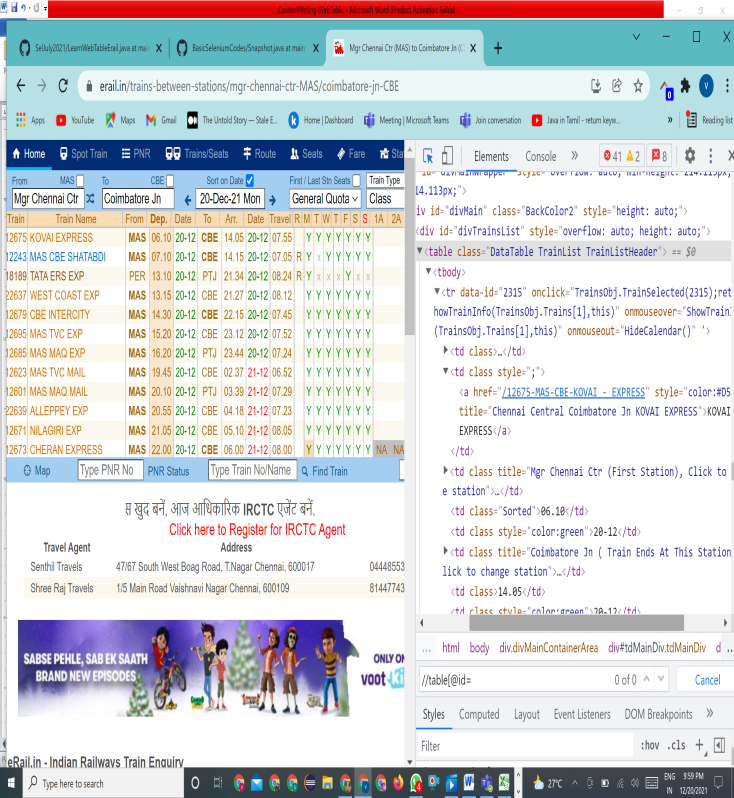 ContentWriting-WebTable - Microsoft Word (Product Activation Failed)
SelJuly2021/LearnWebTableErail.java at main
BasicSeleniumCodes/Snapshot.java at main
Mgr Chennai Ctr (MAS) to Coimbatore Jn (C
erail.in/trains-between-stations/mgr-chennai-ctr-MAS/coimbatore-jn-CBE
Apps YouTube Maps Gmail The Untold Story — Stale E... Home | Dashboard Meeting | Microsoft Teams Join conversation Java in Tamil - return keyw... » Reading list
Home Spot Train PNR Trains/Seats Route Seats Fare Sta
From MAS To CBE Sort on Date First / Last Stn Seats Train Type
Mgr Chennai Ctr Coimbatore Jn 20-Dec-21 Mon General Quota Class
Train Train Name From Dep. Date To Arr. Date Travel R M T W T F S S 1A 2A
12675 KOVAI EXPRESS MAS 06.10 20-12 CBE 14.05 20-12 07.55 Y Y Y Y Y Y Y
12243 MAS CBE SHATABDI MAS 07.10 20-12 CBE 14.15 20-12 07.05 R Y x Y Y Y Y Y
18189 TATA ERS EXP PER 13.10 20-12 PTJ 21.34 20-12 08.24 R Y x x x Y x x
22637 WEST COAST EXP MAS 13.15 20-12 CBE 21.27 20-12 08.12 Y Y Y Y Y Y Y
12679 CBE INTERCITY MAS 14.30 20-12 CBE 22.15 20-12 07.45 Y Y Y Y Y Y Y
12695 MAS TVC EXP MAS 15.20 20-12 CBE 23.12 20-12 07.52 Y Y Y Y Y Y Y
12685 MAS MAQ EXP MAS 16.20 20-12 PTJ 23.44 20-12 07.24 Y Y Y Y Y Y Y
12623 MAS TVC MAIL MAS 19.45 20-12 CBE 02.37 21-12 06.52 Y Y Y Y Y Y Y
12601 MAS MAQ MAIL MAS 20.10 20-12 PTJ 03.39 21-12 07.29 Y Y Y Y Y Y Y
22639 ALLEPPEY EXP MAS 20.55 20-12 CBE 04.18 21-12 07.23 Y Y Y Y Y Y Y
12671 NILAGIRI EXP MAS 21.05 20-12 CBE 05.10 21-12 08.05 Y Y Y Y Y Y Y
12673 CHERAN EXPRESS MAS 22.00 20-12 CBE 06.00 21-12 08.00 Y Y Y Y Y Y Y NA NA
Map Type PNR No PNR Status Type Train No/Name Find Train
स खुद बनें, आज आधिकारिक IRCTC एजेंट बनें.
Click here to Register for IRCTC Agent
Travel Agent Address
Senthil Travels 47/67 South West Boag Road, T.Nagar Chennai, 600017 04448553
Shree Raj Travels 1/5 Main Road Vaishnavi Nagar Chennai, 600109 81447743
SABSE PEHLE, SAB EK SAATH
BRAND NEW EPISODES
ONLY ON
voot Ki
eRail.in - Indian Railways Train Enquiry
Elements Console » 41 2 8
14.113px;">
iv id="divMain" class="BackColor2" style="height: auto;">
<div id="divTrainsList" style="overflow: auto; height: auto;">
▼<table class="DataTable TrainList TrainListHeader"> == $0
▼<tbody>
▼<tr data-id="2315" onclick="TrainsObj.TrainSelected(2315);ret
howTrainInfo(TrainsObj.Trains[1],this)" onmouseover="ShowTrain
(TrainsObj.Trains[1],this)" onmouseout="HideCalendar()" '>
▶<td class>…</td>
▼<td style=";">
<a href="/12675-MAS-CBE-KOVAI - EXPRESS" style="color:#D5
title="Chennai Central Coimbatore Jn KOVAI EXPRESS">KOVAI
EXPRESS</a>
</td>
▶<td class title="Mgr Chennai Ctr (First Station), Click to
e station">…</td>
<td class="Sorted">06.10</td>
<td class style="color:green">20-12</td>
▶<td class title="Coimbatore Jn ( Train Ends At This Station
lick to change station">…</td>
<td class>14.05</td>
<td class style="color:green">20-12</td>
... html body div.divMainContainerArea div#tdMainDiv.tdMainDiv d ...
//table[@id= 0 of 0 Cancel
Styles Computed Layout Event Listeners DOM Breakpoints »
Filter :hov .cls +
Type here to search 27°C ENG IN 9:59 PM 12/20/2021